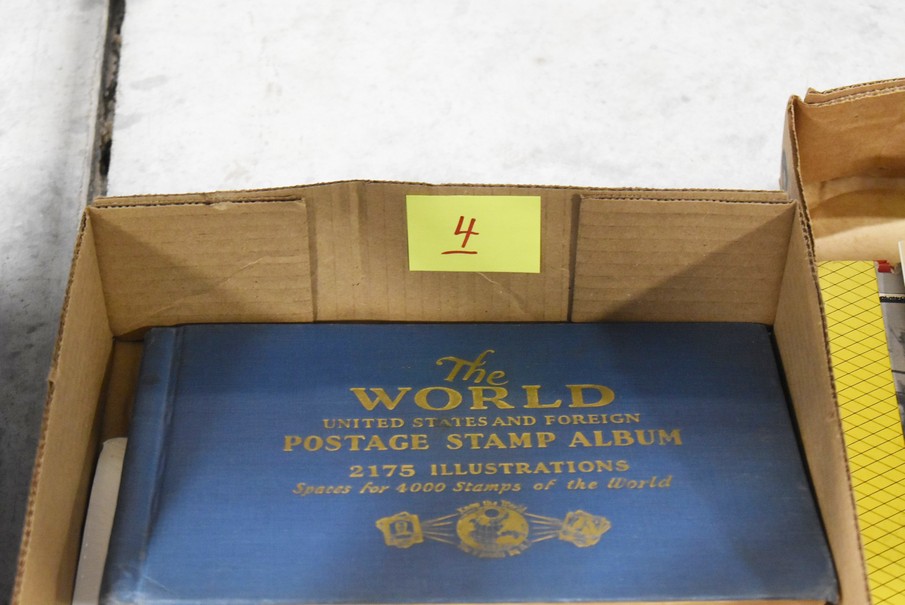 4
The
WORLD
UNITED STATES AND FOREIGN
POSTAGE STAMP ALBUM
2175 ILLUSTRATIONS
Spaces for 4000 Stamps of the World